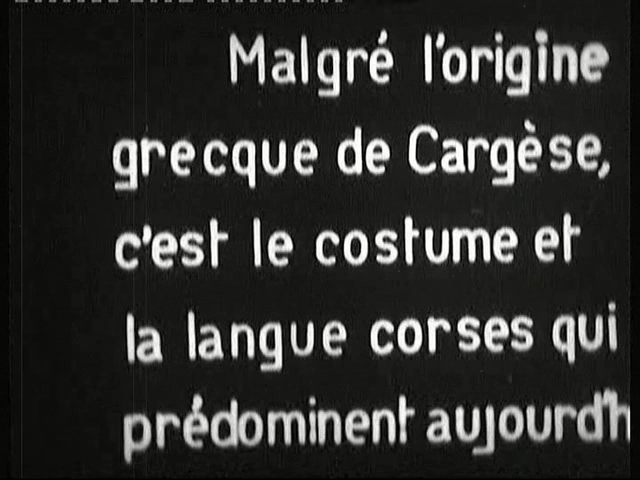 Malgré l'origine
grecque de Cargèse,
c'est le costume et
la langue corses qui
prédominent aujourd'h